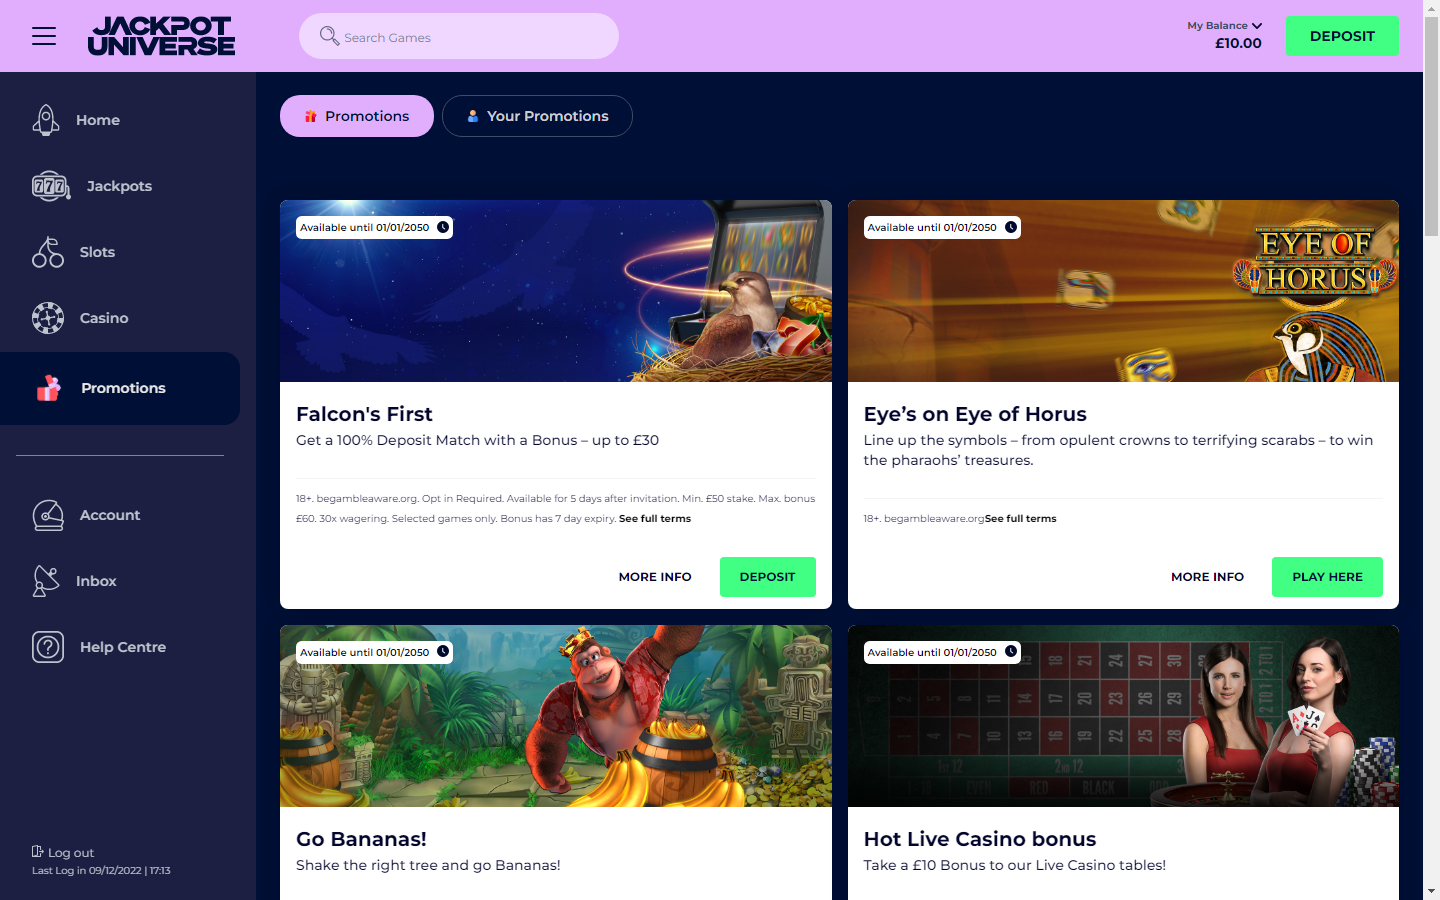 JACKPOT
UNIVERSE
Search Games
My Balance
£10.00
DEPOSIT
Home
Jackpots
Slots
Casino
Promotions
Account
Inbox
Help Centre
Log out
Last Log in 09/12/2022 | 17:13
Promotions
Your Promotions
Available until 01/01/2050
Falcon's First
Get a 100% Deposit Match with a Bonus – up to £30
18+. begambleaware.org. Opt in Required. Available for 5 days after invitation. Min. £50 stake. Max. bonus
£60. 30x wagering. Selected games only. Bonus has 7 day expiry. See full terms
MORE INFO
DEPOSIT
Available until 01/01/2050
EYE OF
HORUS
Eye’s on Eye of Horus
Line up the symbols – from opulent crowns to terrifying scarabs – to win
the pharaohs’ treasures.
18+. begambleaware.orgSee full terms
MORE INFO
PLAY HERE
Available until 01/01/2050
Go Bananas!
Shake the right tree and go Bananas!
Available until 01/01/2050
Hot Live Casino bonus
Take a £10 Bonus to our Live Casino tables!